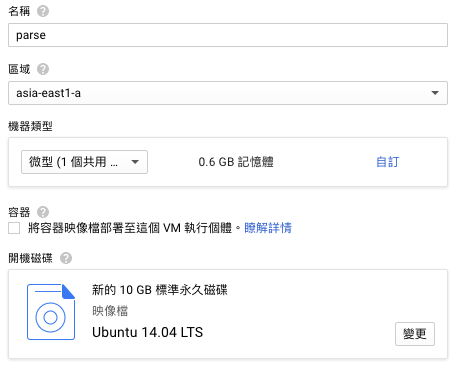 名稱
parse
區域
asia-east1-a
機器類型
微型 (1 個共用 ...
0.6 GB 記憶體
自訂
容器
將容器映像檔部署至這個 VM 執行個體。瞭解詳情
開機磁碟
新的 10 GB 標準永久磁碟
映像檔
Ubuntu 14.04 LTS
變更